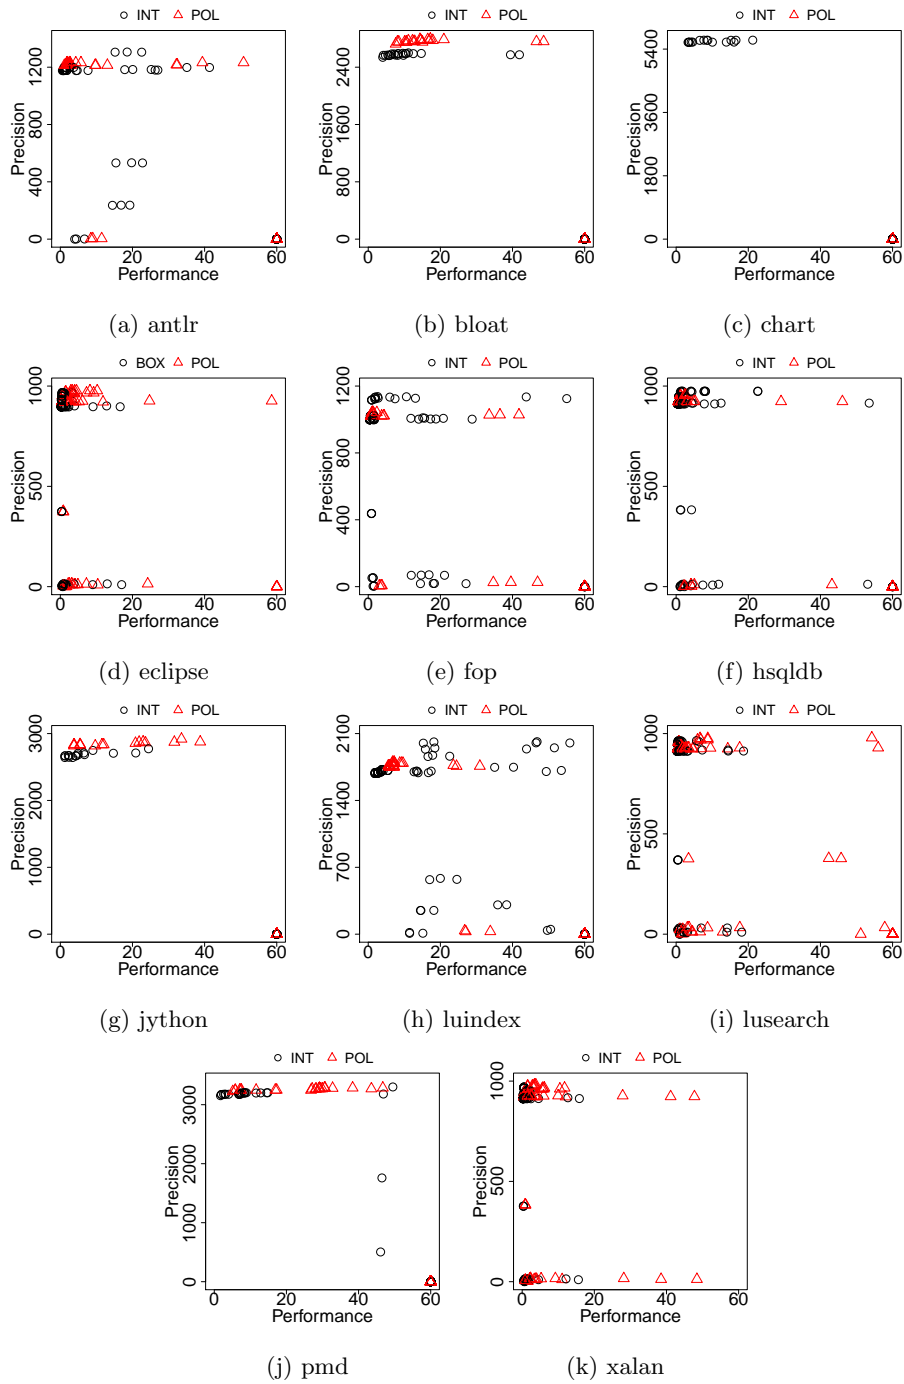 INT POL INT POL INT POL
Precision
0 400 800 1200
0 20 40 60
Performance
Precision
0 800 1600 2400
0 20 40 60
Performance
Precision
0 1800 3600 5400
0 20 40 60
Performance
(a) antlr (b) bloat (c) chart
BOX POL INT POL INT POL
Precision
0 500 1000
0 20 40 60
Performance
Precision
0 400 800 1200
0 20 40 60
Performance
Precision
0 500 1000
0 20 40 60
Performance
(d) eclipse (e) fop (f) hsqldb
INT POL INT POL INT POL
Precision
0 1000 2000 3000
0 20 40 60
Performance
Precision
0 700 1400 2100
0 20 40 60
Performance
Precision
0 500 1000
0 20 40 60
Performance
(g) jython (h) luindex (i) lusearch
INT POL INT POL
Precision
0 1000 2000 3000
0 20 40 60
Performance
Precision
0 500 1000
0 20 40 60
Performance
(j) pmd (k) xalan